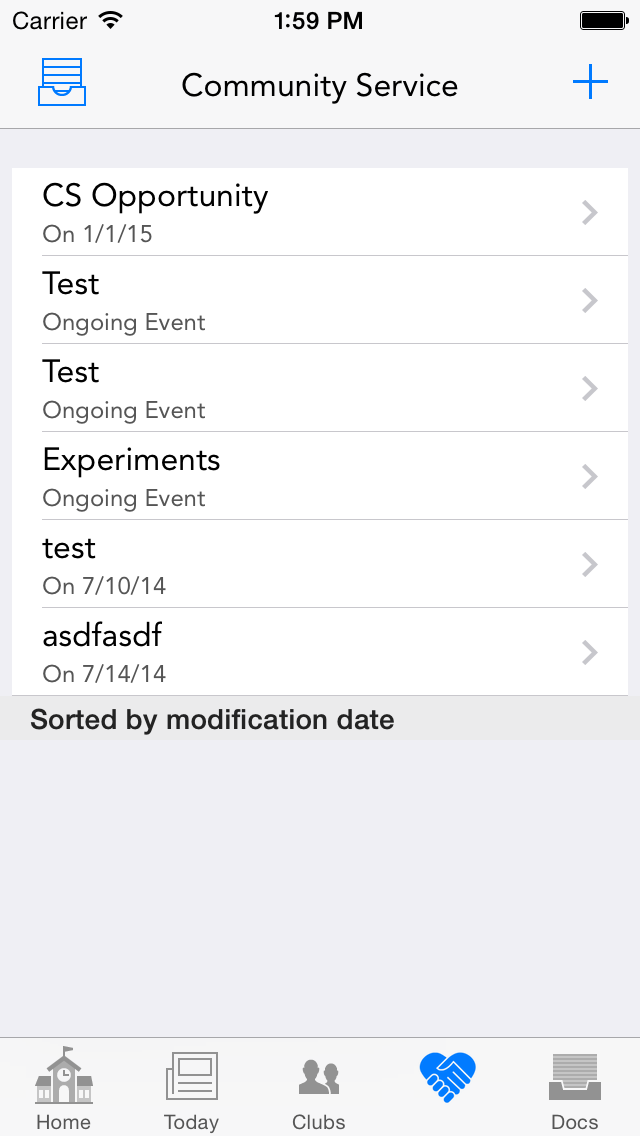 Carrier 1:59 PM
Community Service
CS Opportunity
On 1/1/15
Test
Ongoing Event
Test
Ongoing Event
Experiments
Ongoing Event
test
On 7/10/14
asdfasdf
On 7/14/14
Sorted by modification date
Home Today Clubs Docs